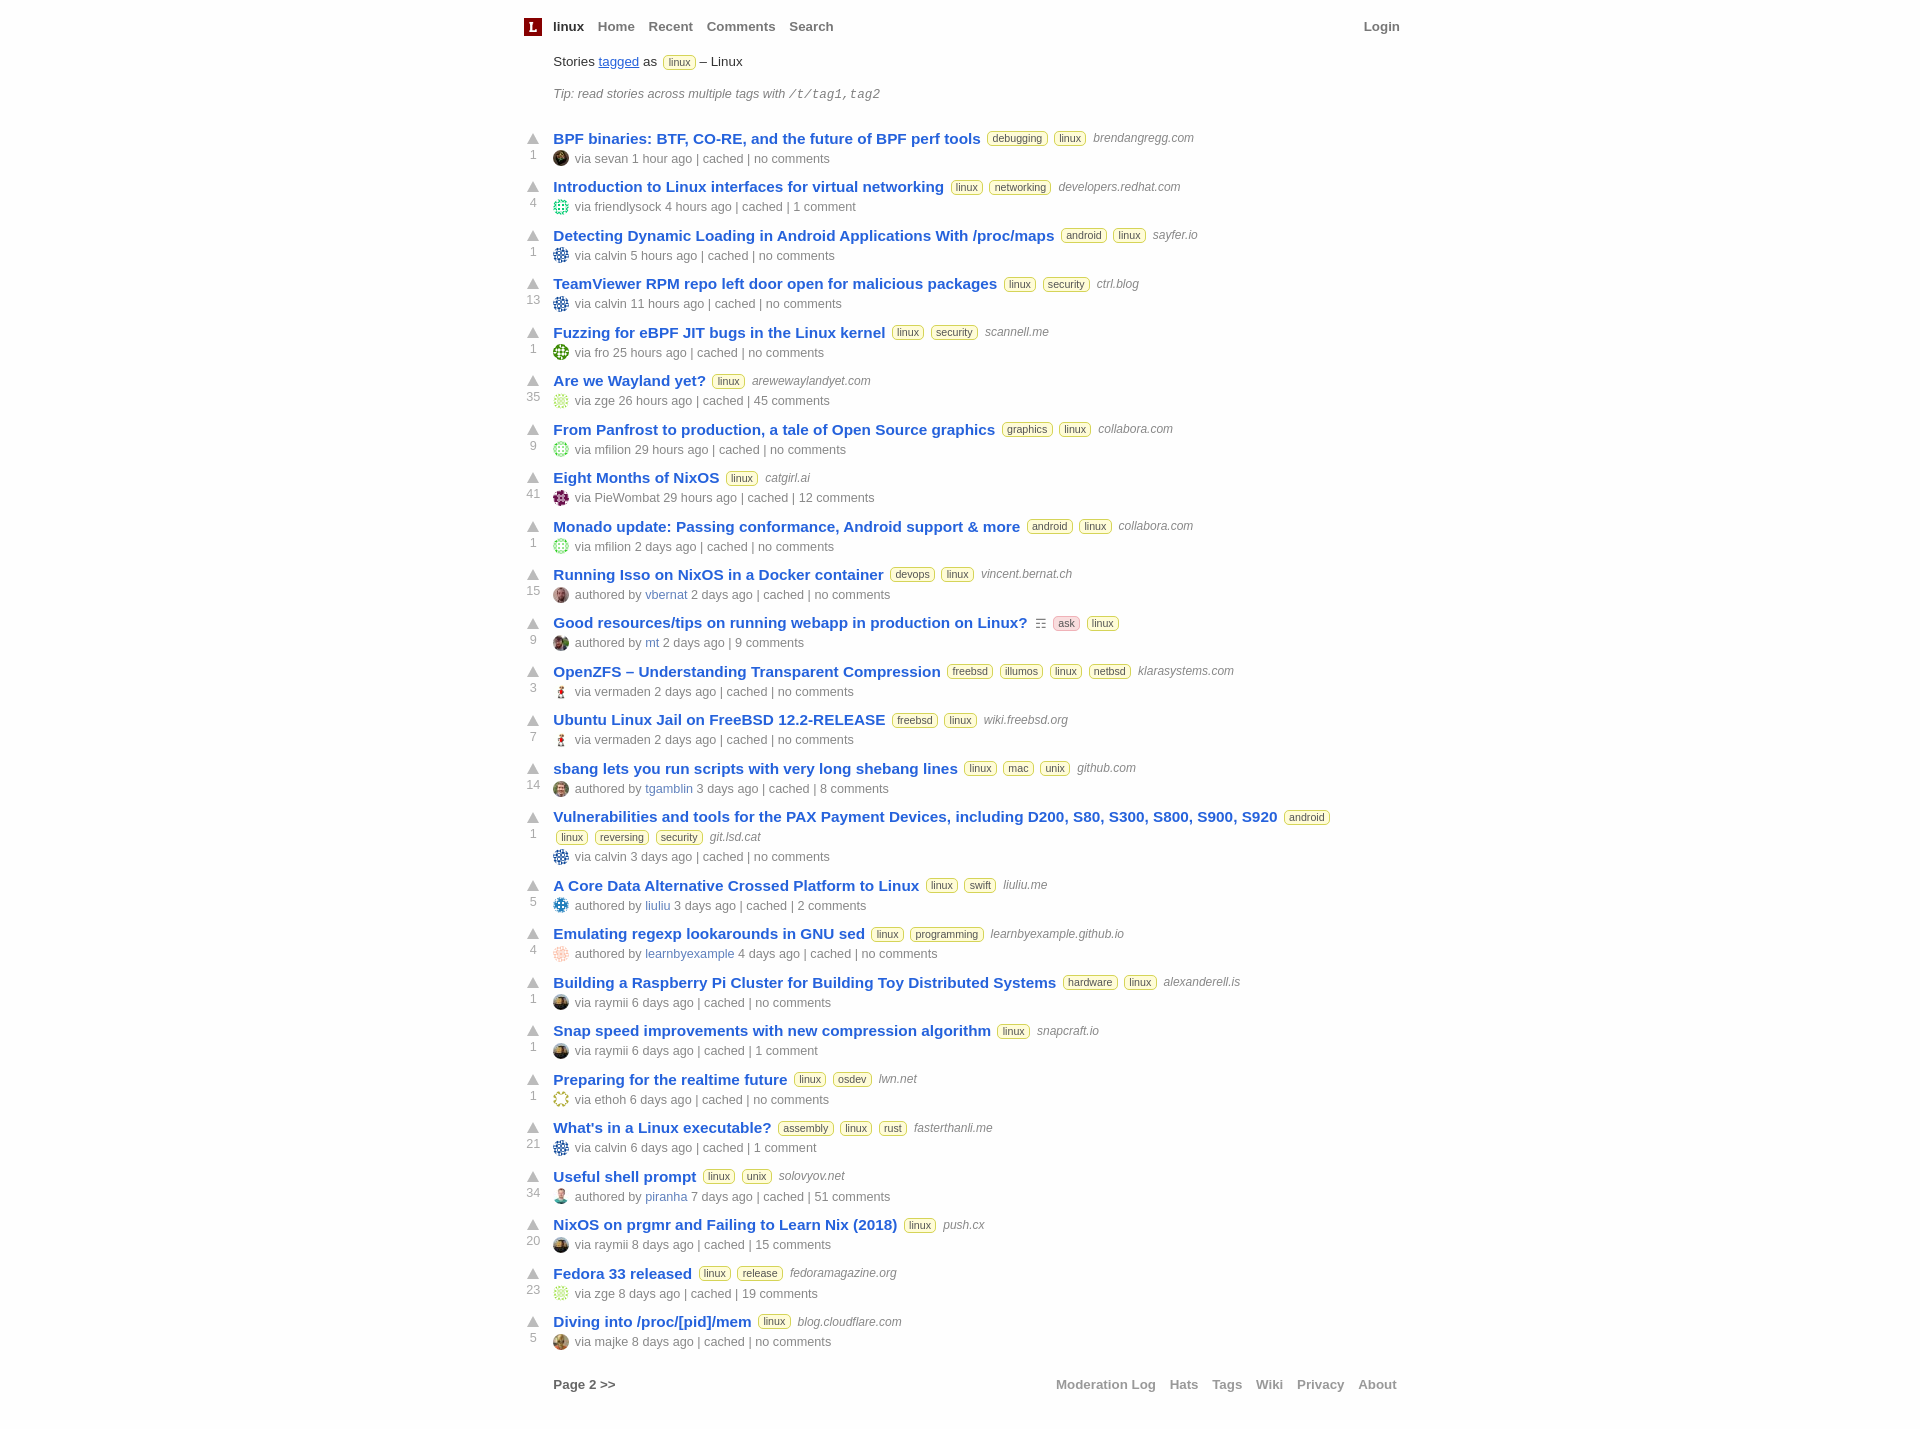 L linux Home Recent Comments Search Login
Stories tagged as linux – Linux
Tip: read stories across multiple tags with /t/tag1,tag2
BPF binaries: BTF, CO-RE, and the future of BPF perf tools debugging linux brendangregg.com
1 via sevan 1 hour ago | cached | no comments
Introduction to Linux interfaces for virtual networking linux networking developers.redhat.com
4 via friendlysock 4 hours ago | cached | 1 comment
Detecting Dynamic Loading in Android Applications With /proc/maps android linux sayfer.io
1 via calvin 5 hours ago | cached | no comments
TeamViewer RPM repo left door open for malicious packages linux security ctrl.blog
13 via calvin 11 hours ago | cached | no comments
Fuzzing for eBPF JIT bugs in the Linux kernel linux security scannell.me
1 via fro 25 hours ago | cached | no comments
Are we Wayland yet? linux arewewaylandyet.com
35 via zge 26 hours ago | cached | 45 comments
From Panfrost to production, a tale of Open Source graphics graphics linux collabora.com
9 via mfilion 29 hours ago | cached | no comments
Eight Months of NixOS linux catgirl.ai
41 via PieWombat 29 hours ago | cached | 12 comments
Monado update: Passing conformance, Android support & more android linux collabora.com
1 via mfilion 2 days ago | cached | no comments
Running Isso on NixOS in a Docker container devops linux vincent.bernat.ch
15 authored by vbernat 2 days ago | cached | no comments
Good resources/tips on running webapp in production on Linux? ☶ ask linux
9 authored by mt 2 days ago | 9 comments
OpenZFS – Understanding Transparent Compression freebsd illumos linux netbsd klarasystems.com
3 via vermaden 2 days ago | cached | no comments
Ubuntu Linux Jail on FreeBSD 12.2-RELEASE freebsd linux wiki.freebsd.org
7 via vermaden 2 days ago | cached | no comments
sbang lets you run scripts with very long shebang lines linux mac unix github.com
14 authored by tgamblin 3 days ago | cached | 8 comments
Vulnerabilities and tools for the PAX Payment Devices, including D200, S80, S300, S800, S900, S920 android
1 linux reversing security git.lsd.cat
via calvin 3 days ago | cached | no comments
A Core Data Alternative Crossed Platform to Linux linux swift liuliu.me
5 authored by liuliu 3 days ago | cached | 2 comments
Emulating regexp lookarounds in GNU sed linux programming learnbyexample.github.io
4 authored by learnbyexample 4 days ago | cached | no comments
Building a Raspberry Pi Cluster for Building Toy Distributed Systems hardware linux alexanderell.is
1 via raymii 6 days ago | cached | no comments
Snap speed improvements with new compression algorithm linux snapcraft.io
1 via raymii 6 days ago | cached | 1 comment
Preparing for the realtime future linux osdev lwn.net
1 via ethoh 6 days ago | cached | no comments
What's in a Linux executable? assembly linux rust fasterthanli.me
21 via calvin 6 days ago | cached | 1 comment
Useful shell prompt linux unix solovyov.net
34 authored by piranha 7 days ago | cached | 51 comments
NixOS on prgmr and Failing to Learn Nix (2018) linux push.cx
20 via raymii 8 days ago | cached | 15 comments
Fedora 33 released linux release fedoramagazine.org
23 via zge 8 days ago | cached | 19 comments
Diving into /proc/[pid]/mem linux blog.cloudflare.com
5 via majke 8 days ago | cached | no comments
Page 2 >> Moderation Log Hats Tags Wiki Privacy About